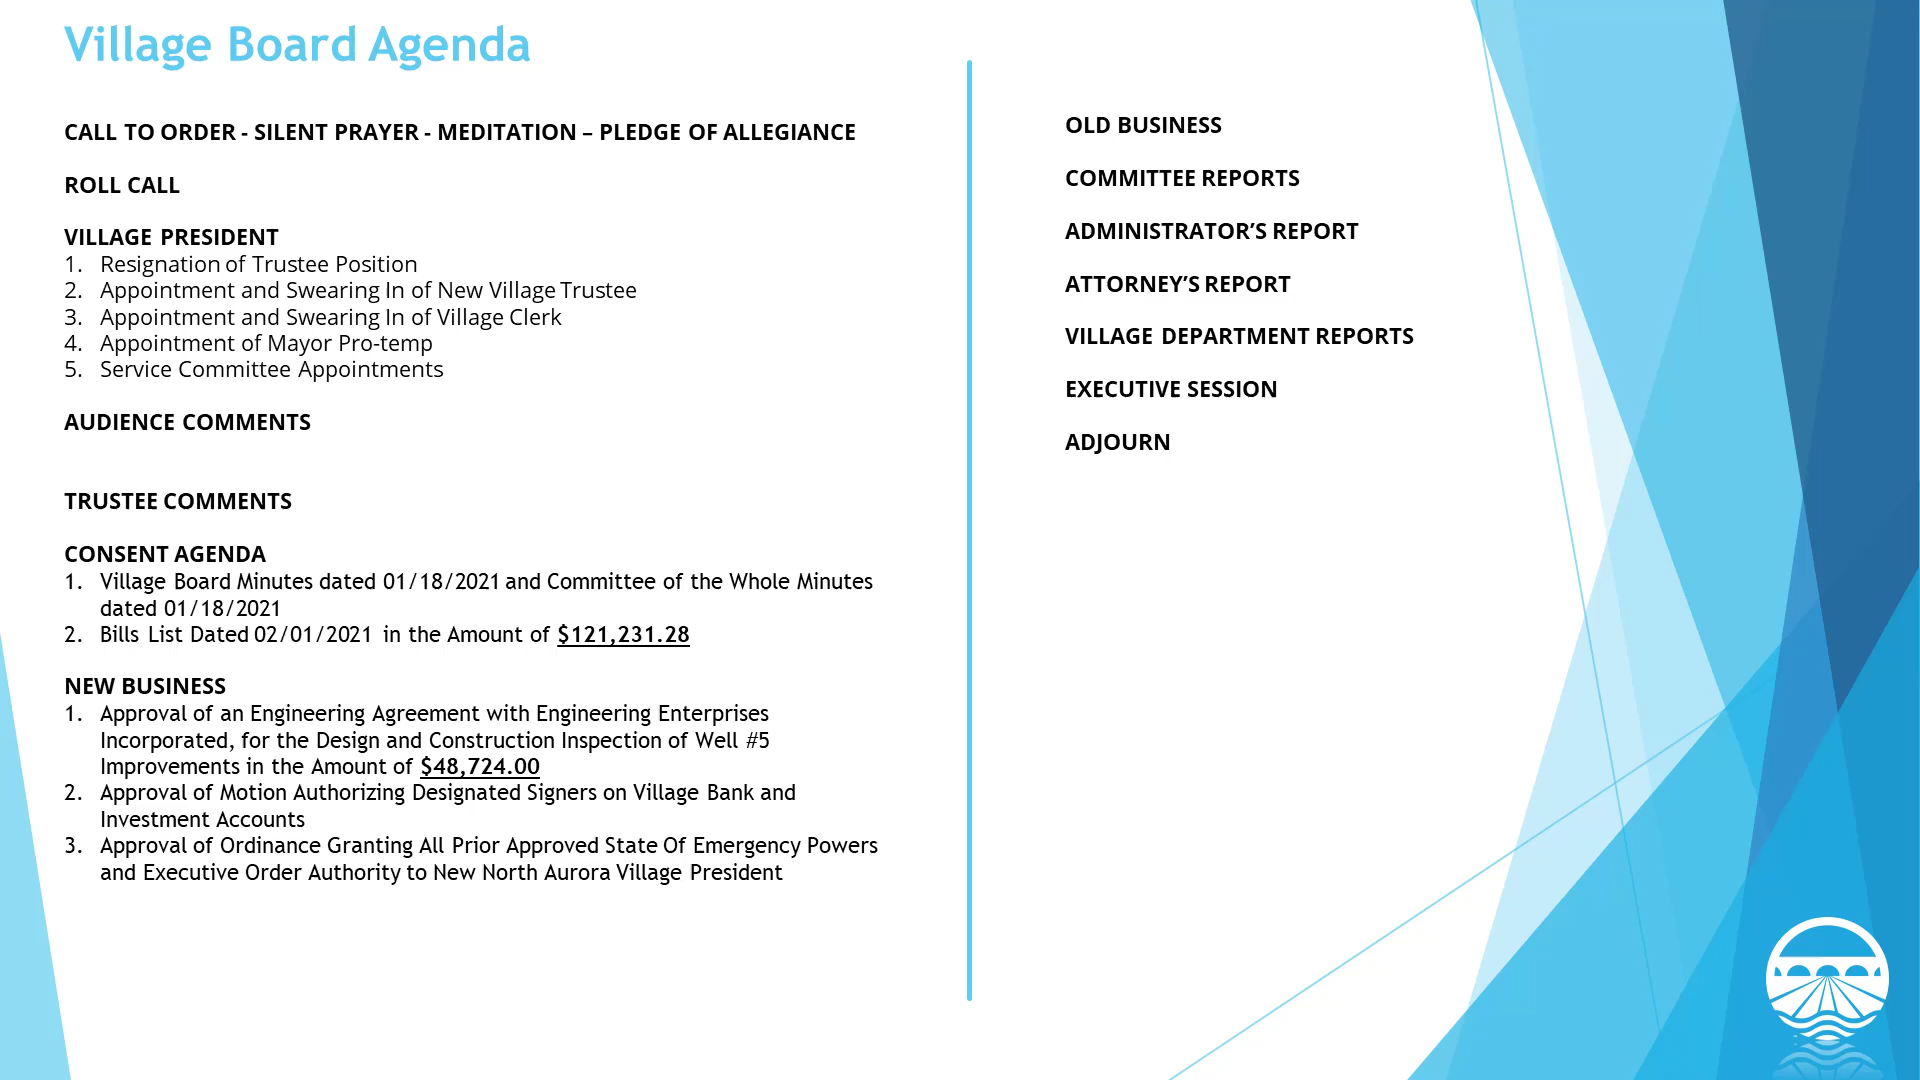 Village Board Agenda
CALL TO ORDER - SILENT PRAYER - MEDITATION – PLEDGE OF ALLEGIANCE
ROLL CALL
VILLAGE PRESIDENT
1. Resignation of Trustee Position
2. Appointment and Swearing In of New Village Trustee
3. Appointment and Swearing In of Village Clerk
4. Appointment of Mayor Pro-temp
5. Service Committee Appointments
AUDIENCE COMMENTS
TRUSTEE COMMENTS
CONSENT AGENDA
1. Village Board Minutes dated 01/18/2021 and Committee of the Whole Minutes
dated 01/18/2021
2. Bills List Dated 02/01/2021 in the Amount of $121,231.28
NEW BUSINESS
1. Approval of an Engineering Agreement with Engineering Enterprises
Incorporated, for the Design and Construction Inspection of Well #5
Improvements in the Amount of $48,724.00
2. Approval of Motion Authorizing Designated Signers on Village Bank and
Investment Accounts
3. Approval of Ordinance Granting All Prior Approved State Of Emergency Powers
and Executive Order Authority to New North Aurora Village President
OLD BUSINESS
COMMITTEE REPORTS
ADMINISTRATOR’S REPORT
ATTORNEY’S REPORT
VILLAGE DEPARTMENT REPORTS
EXECUTIVE SESSION
ADJOURN